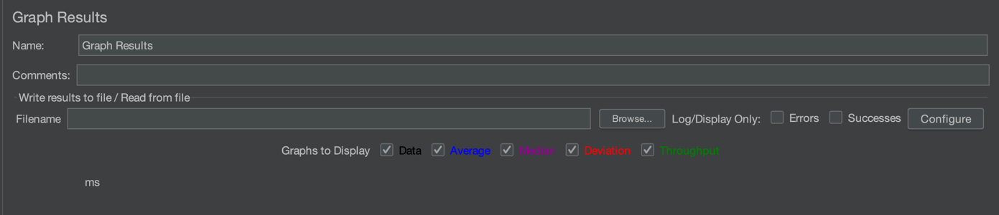 Graph Results
Name: Graph Results
Comments:
Write results to file / Read from file
Filename Browse... Log/Display Only: Errors Successes Configure
Graphs to Display Data Average Median Deviation Throughput
ms